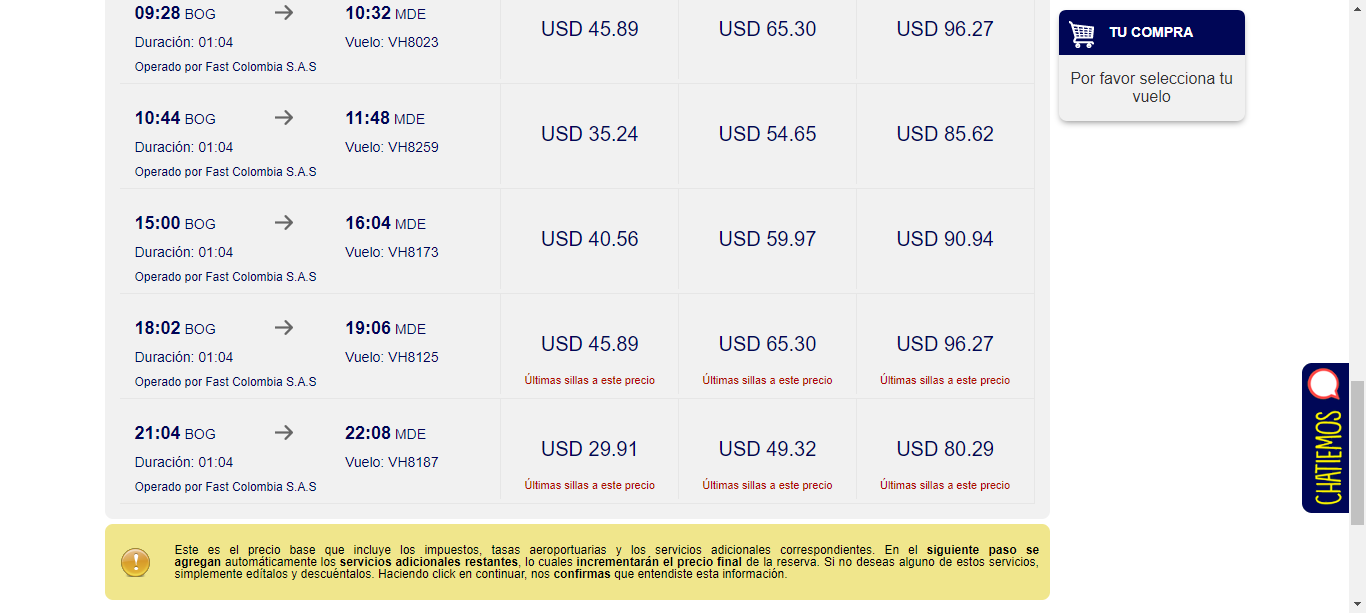 09:28 BOG 10:32 MDE USD 45.89 USD 65.30 USD 96.27
Duración: 01:04 Vuelo: VH8023
Operado por Fast Colombia S.A.S
TU COMPRA
Por favor selecciona tu
vuelo
10:44 BOG 11:48 MDE USD 35.24 USD 54.65 USD 85.62
Duración: 01:04 Vuelo: VH8259
Operado por Fast Colombia S.A.S
15:00 BOG 16:04 MDE USD 40.56 USD 59.97 USD 90.94
Duración: 01:04 Vuelo: VH8173
Operado por Fast Colombia S.A.S
18:02 BOG 19:06 MDE USD 45.89 USD 65.30 USD 96.27
Duración: 01:04 Vuelo: VH8125
Operado por Fast Colombia S.A.S Últimas sillas a este precio Últimas sillas a este precio Últimas sillas a este precio
21:04 BOG 22:08 MDE USD 29.91 USD 49.32 USD 80.29
Duración: 01:04 Vuelo: VH8187
Operado por Fast Colombia S.A.S Últimas sillas a este precio Últimas sillas a este precio Últimas sillas a este precio
CHATIEMOS
Este es el precio base que incluye los impuestos, tasas aeroportuarias y los servicios adicionales correspondientes. En el siguiente paso se
agregan automáticamente los servicios adicionales restantes, lo cuales incrementarán el precio final de la reserva. Si no deseas alguno de estos servicios,
simplemente edítalos y descuéntalos. Haciendo click en continuar, nos confirmas que entendiste esta información.